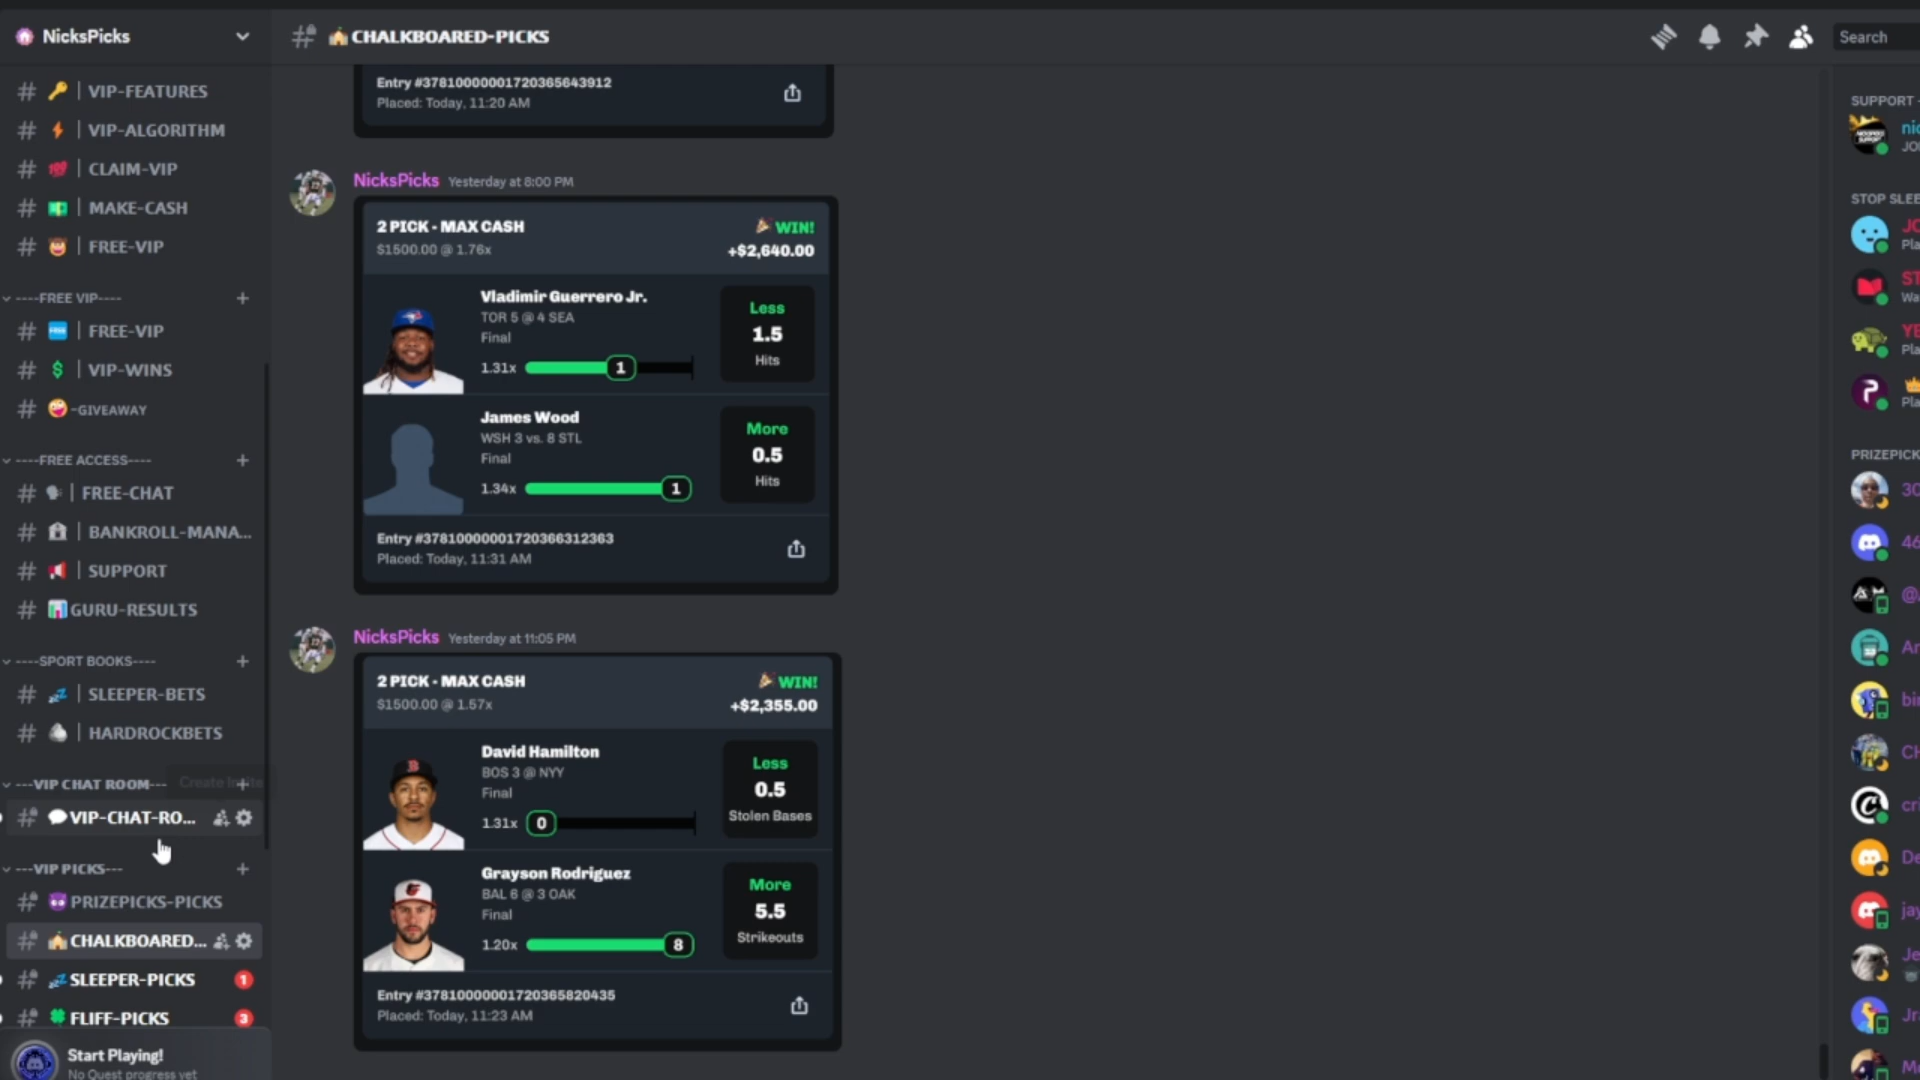 NicksPicks
VIP-FEATURES
VIP-ALGORITHM
CLAIM-VIP
MAKE-CASH
FREE-VIP
----FREE VIP----
FREE-VIP
VIP-WINS
-GIVEAWAY
----FREE ACCESS----
FREE-CHAT
BANKROLL-MANA...
SUPPORT
GURU-RESULTS
----SPORT BOOKS----
SLEEPER-BETS
HARDROCKBETS
---VIP CHAT ROOM---
VIP-CHAT-RO...
---VIP PICKS---
PRIZEPICKS-PICKS
CHALKBOARED...
SLEEPER-PICKS 1
FLIFF-PICKS 3
Start Playing!
No Quest progress yet
CHALKBOARED-PICKS
Search
Entry #37810000001720365643912
Placed: Today, 11:20 AM
NicksPicks Yesterday at 8:00 PM
2 PICK - MAX CASH WIN!
$1500.00 @ 1.76x +$2,640.00
Vladimir Guerrero Jr.
TOR 5 @ 4 SEA
Final
1.31x 1
Less
1.5
Hits
James Wood
WSH 3 vs. 8 STL
Final
1.34x 1
More
0.5
Hits
Entry #37810000001720366312363
Placed: Today, 11:31 AM
NicksPicks Yesterday at 11:05 PM
2 PICK - MAX CASH WIN!
$1500.00 @ 1.57x +$2,355.00
David Hamilton
BOS 3 @ NYY
Final
1.31x 0
Less
0.5
Stolen Bases
Grayson Rodriguez
BAL 6 @ 3 OAK
Final
1.20x 8
More
5.5
Strikeouts
Entry #37810000001720365820435
Placed: Today, 11:23 AM
SUPPORT -
STOP SLEE
PRIZEPICK